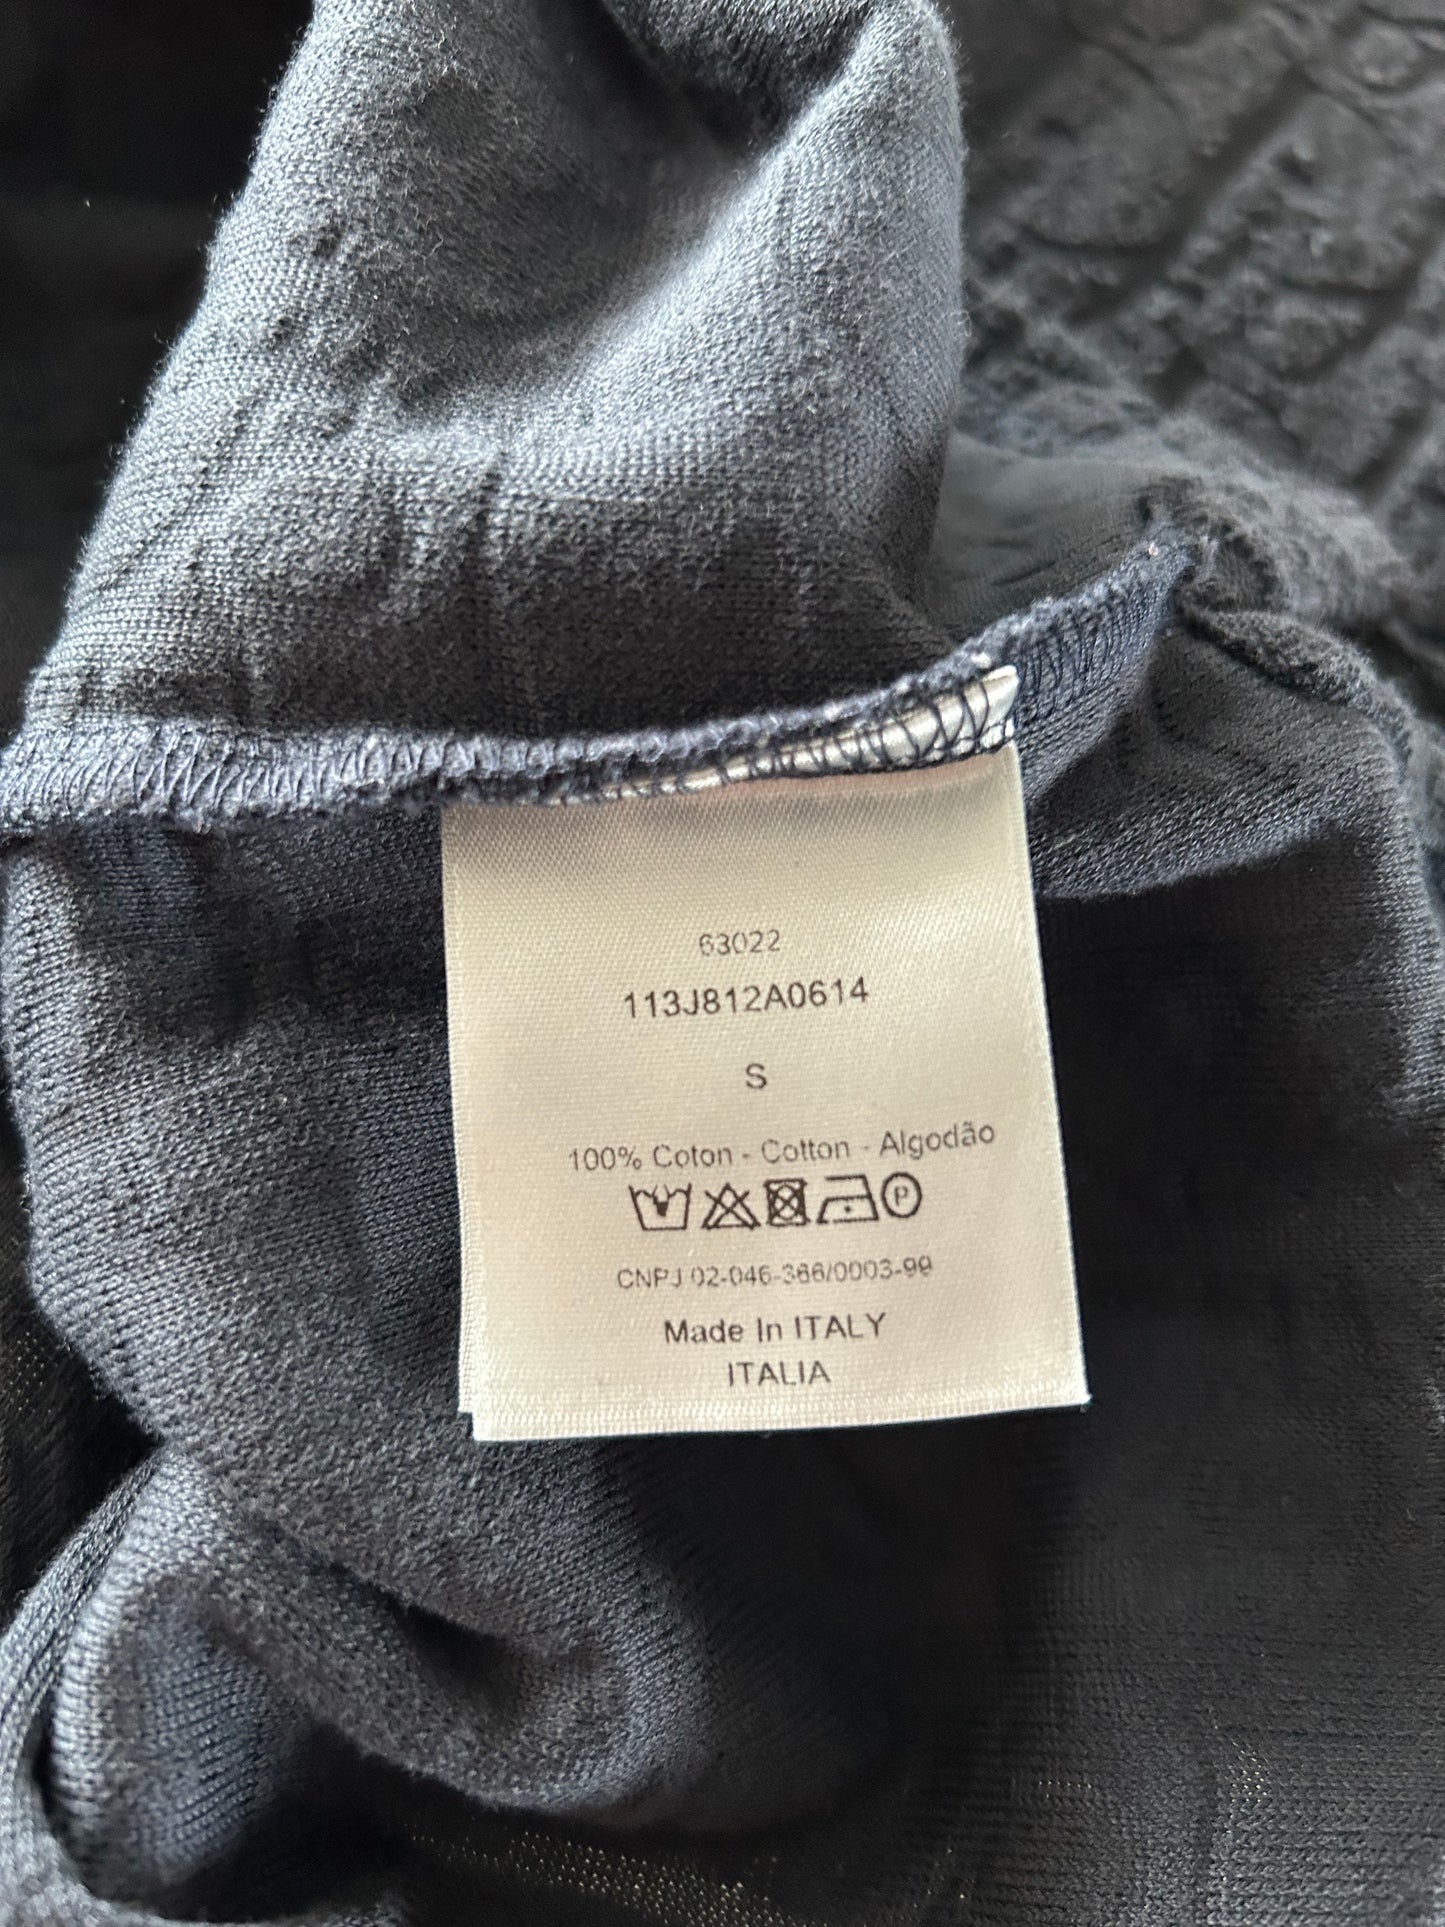 63022
113J812A0614
S
100% Coton - Cotton - Algodão
P
CNPJ 02-046-366/0003-99
Made In ITALY
ITALIA